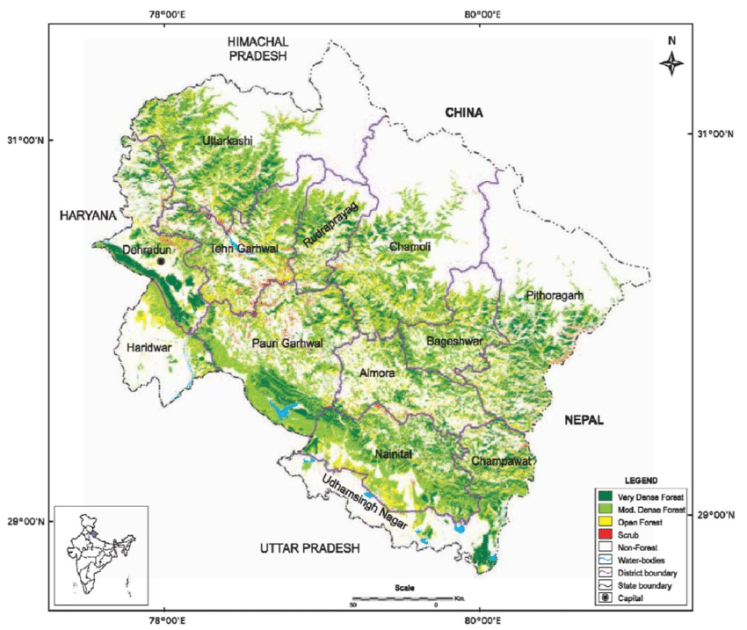 78°00'E
80°00'E
HIMACHAL
PRADESH
N
CHINA
31°00'N
31°00'N
Uttarkashi
HARYANA
Dehradun
Tehri Garhwal
Rudraprayag
Chamoli
Pithoragarh
Haridwar
Pauri Garhwal
Bageshwar
Almora
NEPAL
Nainital
Champawat
Udhamsingh Nagar
29°00'N
29°00'N
UTTAR PRADESH
LEGEND
Very Dense Forest
Mod. Dense Forest
Open Forest
Scrub
Non-Forest
Water-bodies
District boundary
State boundary
Capital
Scale
50
0
Km.
78°00'E
80°00'E